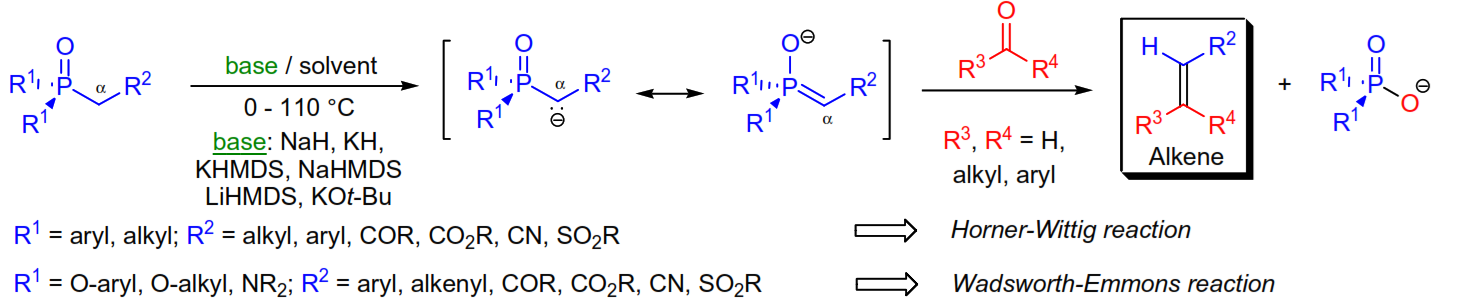 O
R¹ P α R²
R¹
base / solvent
0 - 110 °C
base: NaH, KH,
KHMDS, NaHMDS
LiHMDS, KOt-Bu
O
R¹ P α R²
R¹ ⊖
O⊖
R¹ P R²
R¹ α
O
R³ R⁴
R³, R⁴ = H,
alkyl, aryl
H R²
R³ R⁴
Alkene
+
O
R¹ P ⊖
R¹ O
R¹ = aryl, alkyl; R² = alkyl, aryl, COR, CO₂R, CN, SO₂R
Horner-Wittig reaction
R¹ = O-aryl, O-alkyl, NR₂; R² = aryl, alkenyl, COR, CO₂R, CN, SO₂R
Wadsworth-Emmons reaction